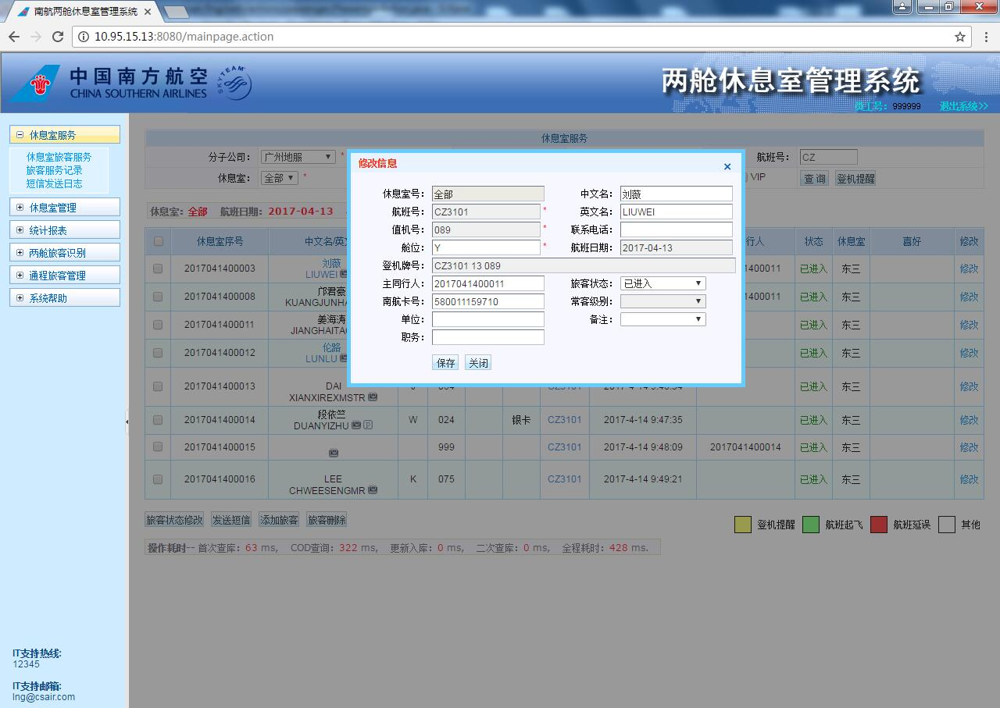 南航两舱休息室管理系统
10.95.15.13:8080/mainpage.action
中国南方航空
CHINA SOUTHERN AIRLINES
SKYTEAM
两舱休息室管理系统
员工号：999999 退出系统>>
休息室服务
休息室旅客服务
旅客服务记录
短信发送日志
休息室管理
统计报表
两舱旅客识别
通程旅客管理
系统帮助
IT支持热线:
12345
IT支持邮箱:
lng@csair.com
休息室服务
分子公司: 广州地服 * 航班号: CZ
休息室: 全部 * VIP 查询 登机提醒
休息室: 全部 航班日期: 2017-04-13
休息室序号 中文名/英文 行人 状态 休息室 喜好 修改
2017041400003 刘薇 LIUWEI 1400011 已进入 东三 修改
2017041400008 邝君豪 KUANGJUNHA 1400011 已进入 东三 修改
2017041400011 姜海涛 JIANGHAITA 已进入 东三 修改
2017041400012 伦路 LUNLU 已进入 东三 修改
2017041400013 DAI XIANXIREXMSTR 已进入 东三 修改
2017041400014 段依竺 DUANYIZHU P W 024 银卡 CZ3101 2017-4-14 9:47:35 已进入 东三 修改
2017041400015 999 CZ3101 2017-4-14 9:48:09 2017041400014 已进入 东三 修改
2017041400016 LEE CHWEESENGMR K 075 CZ3101 2017-4-14 9:49:21 已进入 东三 修改
修改信息 ×
休息室号: 全部 中文名: 刘薇
航班号: CZ3101 * 英文名: LIUWEI
值机号: 089 * 联系电话:
舱位: Y * 航班日期: 2017-04-13
登机牌号: CZ3101 13 089
主同行人: 2017041400011 旅客状态: 已进入
南航卡号: 580011159710 常客级别:
单位: 备注:
职务:
保存 关闭
旅客状态修改 发送短信 添加旅客 旅客删除
登机提醒 航班起飞 航班延误 其他
操作耗时-- 首次查库: 63 ms, COD查询: 322 ms, 更新入库: 0 ms, 二次查库: 0 ms, 全程耗时: 428 ms.